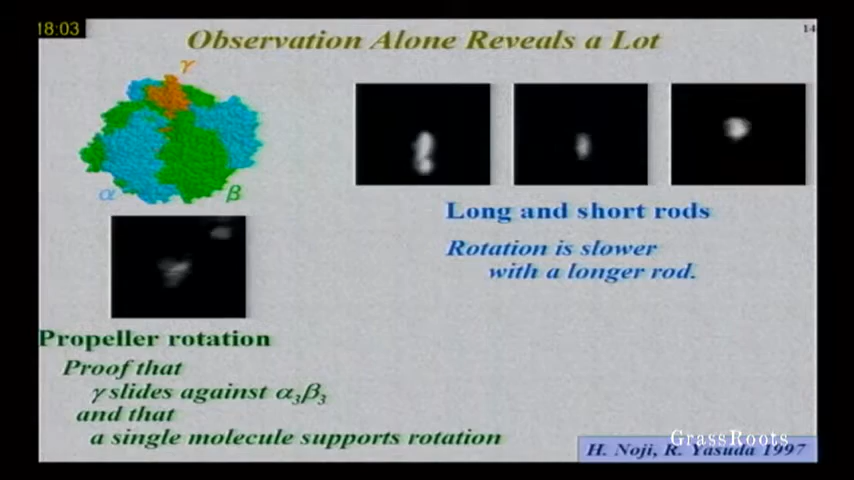 18:03
14
Observation Alone Reveals a Lot
γ
α
β
Long and short rods
Rotation is slower
with a longer rod.
Propeller rotation
Proof that
γ slides against α₃β₃
and that
a single molecule supports rotation
GrassRoots
H. Noji, R. Yasuda 1997